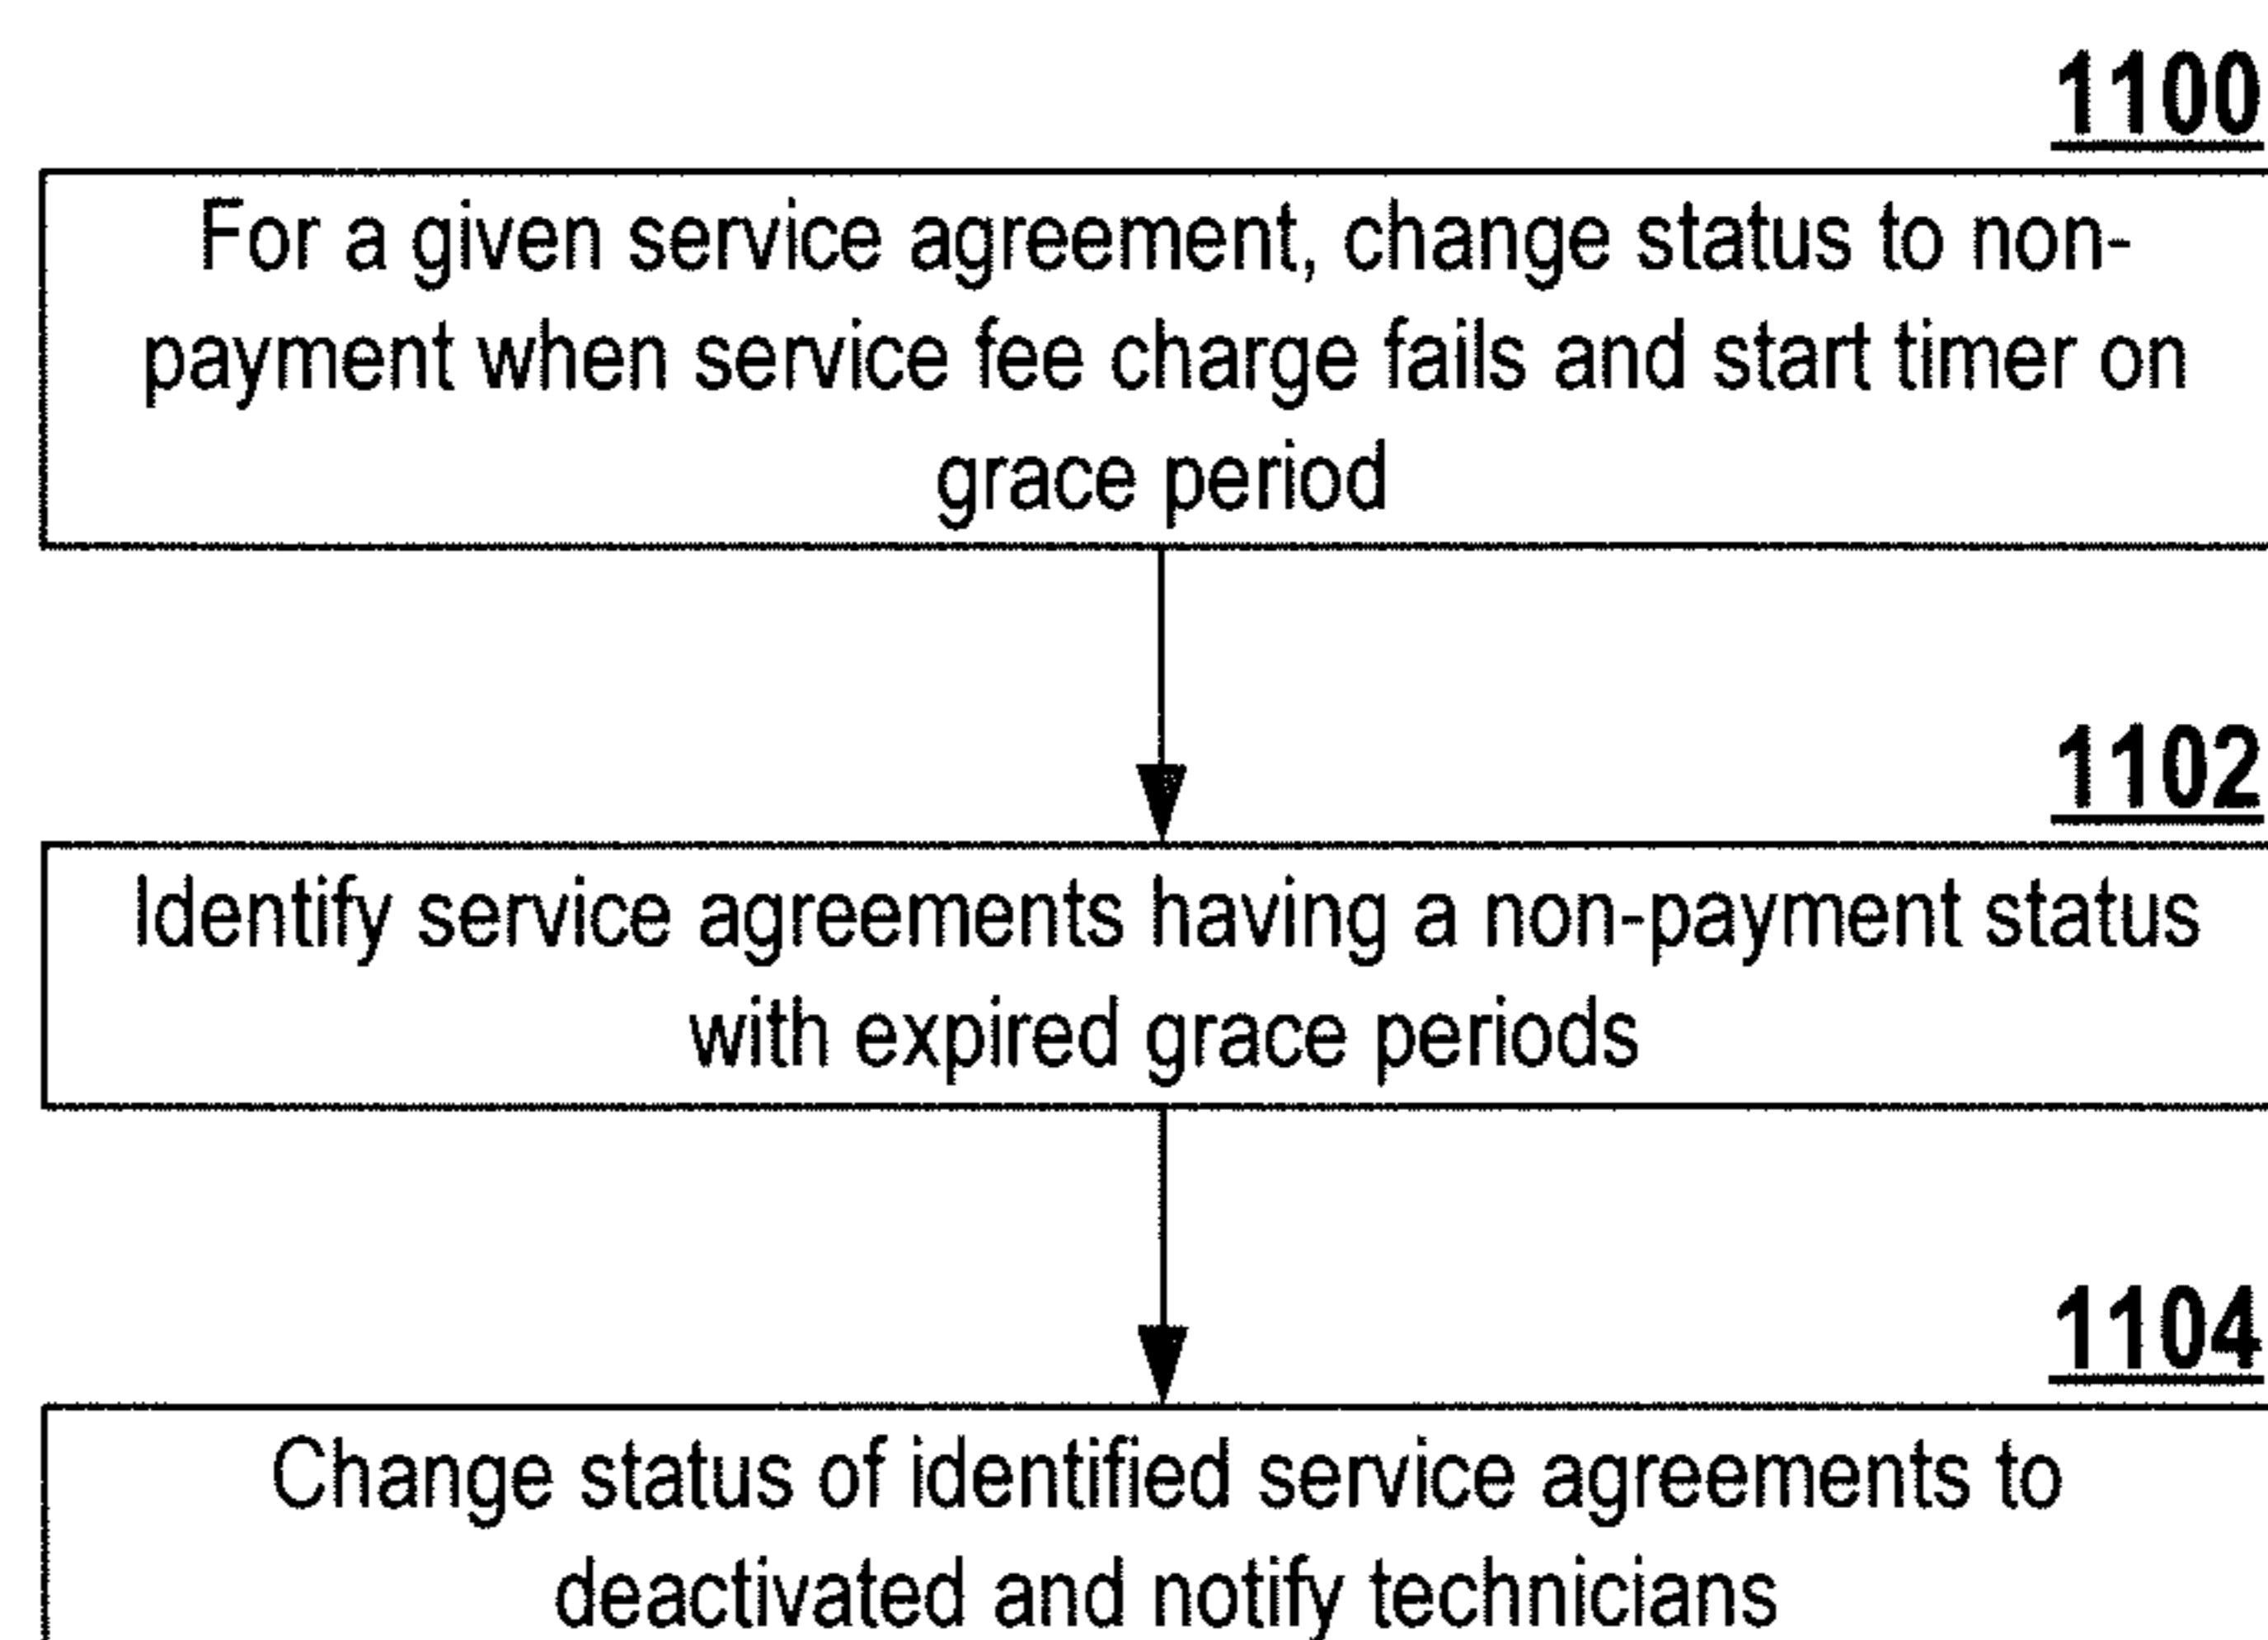 1100
For a given service agreement, change status to non-
payment when service fee charge fails and start timer on
grace period
1102
Identify service agreements having a non-payment status
with expired grace periods
1104
Change status of identified service agreements to
deactivated and notify technicians